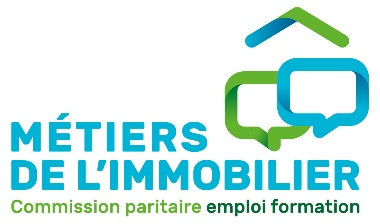 MÉTIERS
DE L'IMMOBILIER
Commission paritaire emploi formation